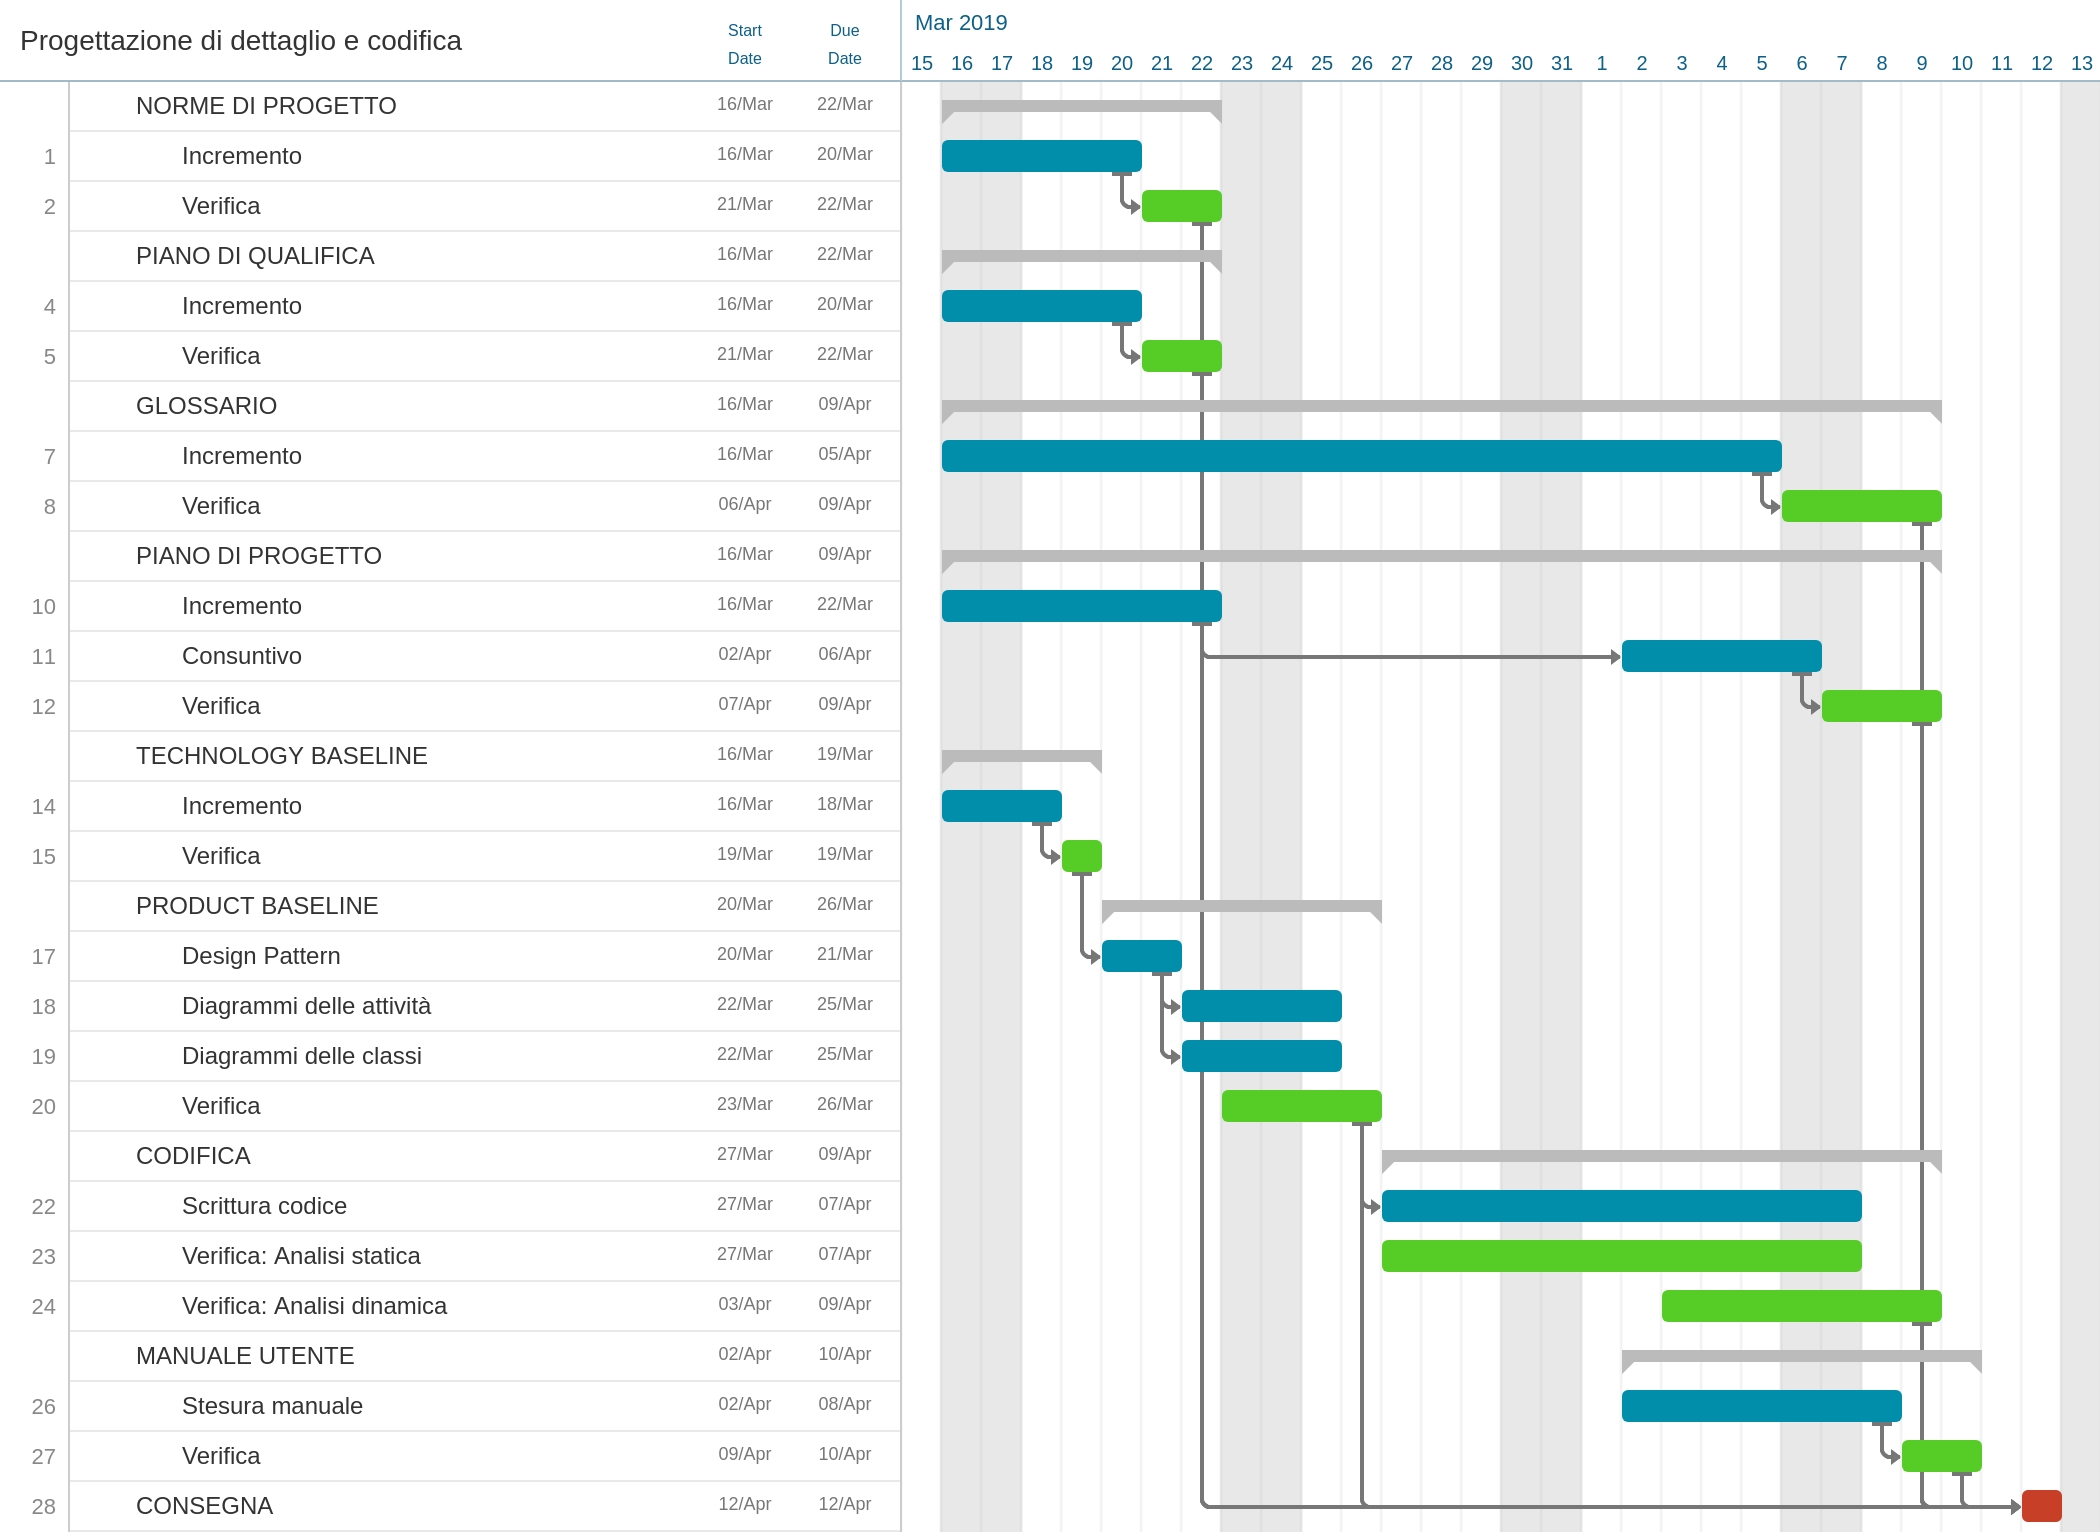 Progettazione di dettaglio e codifica
Start Date Due Date
Mar 2019
15 16 17 18 19 20 21 22 23 24 25 26 27 28 29 30 31 1 2 3 4 5 6 7 8 9 10 11 12 13
NORME DI PROGETTO 16/Mar 22/Mar
1 Incremento 16/Mar 20/Mar
2 Verifica 21/Mar 22/Mar
PIANO DI QUALIFICA 16/Mar 22/Mar
4 Incremento 16/Mar 20/Mar
5 Verifica 21/Mar 22/Mar
GLOSSARIO 16/Mar 09/Apr
7 Incremento 16/Mar 05/Apr
8 Verifica 06/Apr 09/Apr
PIANO DI PROGETTO 16/Mar 09/Apr
10 Incremento 16/Mar 22/Mar
11 Consuntivo 02/Apr 06/Apr
12 Verifica 07/Apr 09/Apr
TECHNOLOGY BASELINE 16/Mar 19/Mar
14 Incremento 16/Mar 18/Mar
15 Verifica 19/Mar 19/Mar
PRODUCT BASELINE 20/Mar 26/Mar
17 Design Pattern 20/Mar 21/Mar
18 Diagrammi delle attività 22/Mar 25/Mar
19 Diagrammi delle classi 22/Mar 25/Mar
20 Verifica 23/Mar 26/Mar
CODIFICA 27/Mar 09/Apr
22 Scrittura codice 27/Mar 07/Apr
23 Verifica: Analisi statica 27/Mar 07/Apr
24 Verifica: Analisi dinamica 03/Apr 09/Apr
MANUALE UTENTE 02/Apr 10/Apr
26 Stesura manuale 02/Apr 08/Apr
27 Verifica 09/Apr 10/Apr
28 CONSEGNA 12/Apr 12/Apr